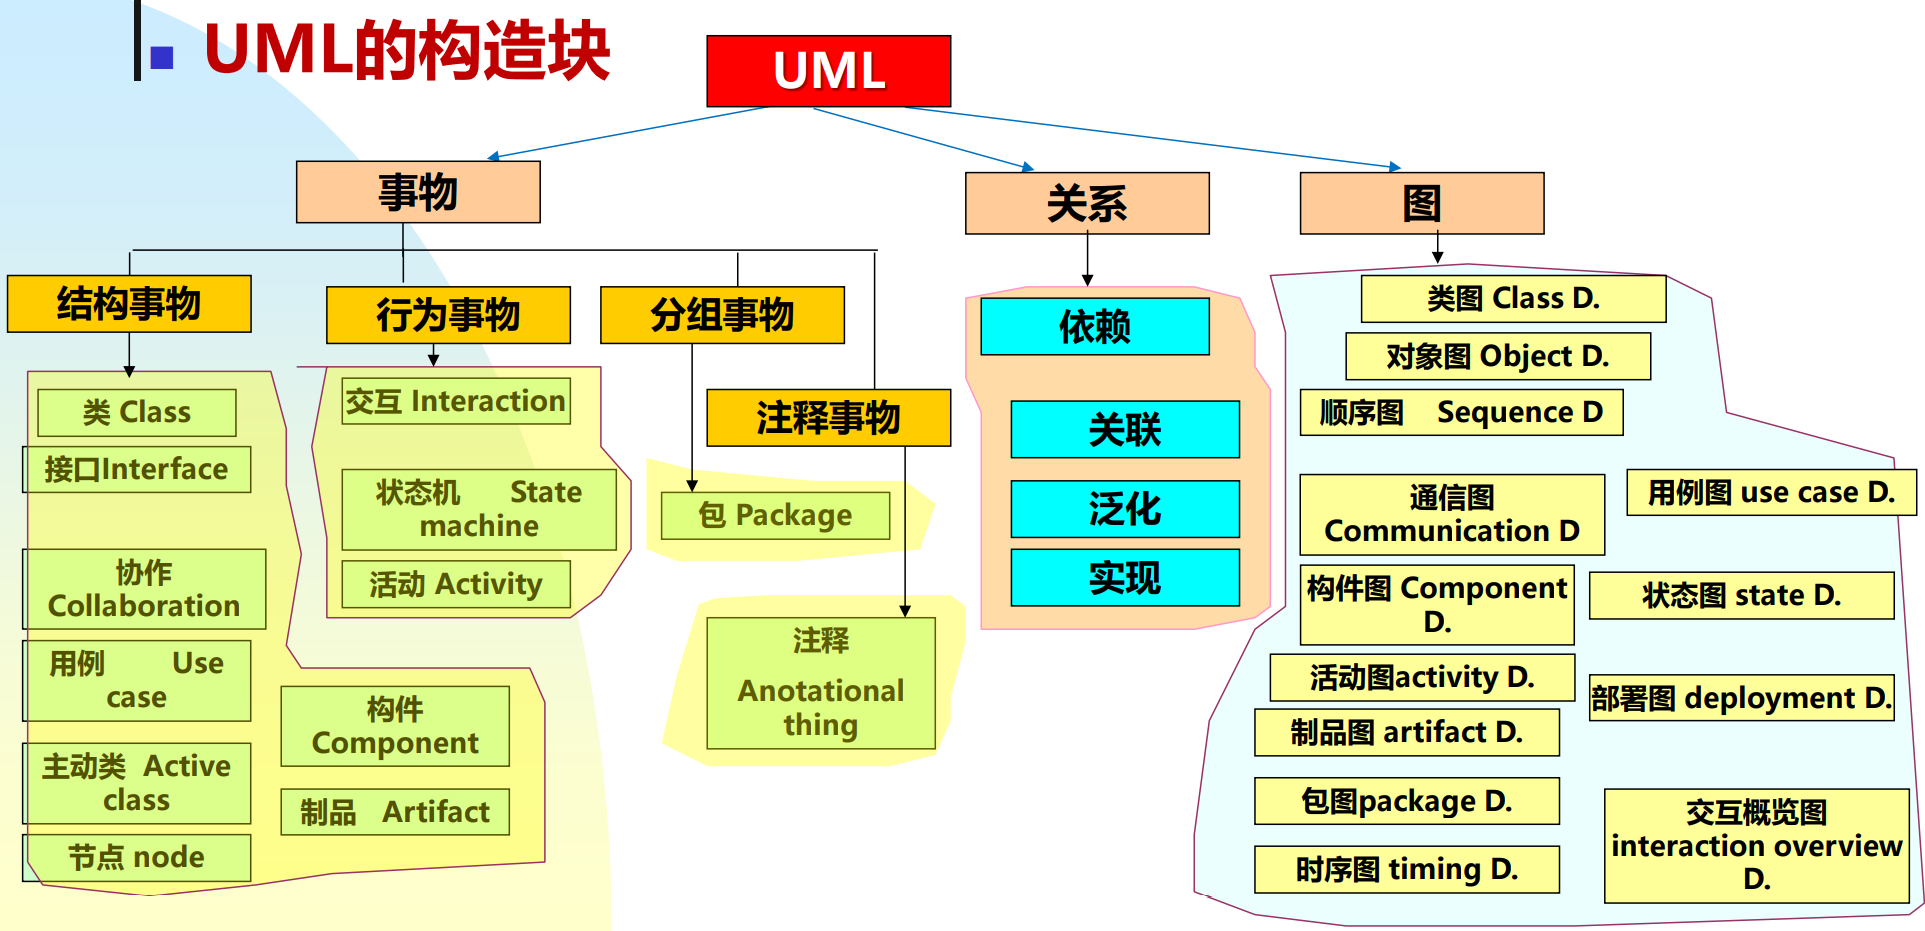 UML的构造块
UML
事物
关系
图
结构事物
行为事物
分组事物
注释事物
类 Class
接口Interface
协作
Collaboration
用例 Use
case
主动类 Active
class
节点 node
构件
Component
制品 Artifact
交互 Interaction
状态机 State
machine
活动 Activity
包 Package
注释
Anotational
thing
依赖
关联
泛化
实现
类图 Class D.
对象图 Object D.
顺序图 Sequence D
通信图
Communication D
用例图 use case D.
构件图 Component
D.
状态图 state D.
活动图activity D.
部署图 deployment D.
制品图 artifact D.
包图package D.
时序图 timing D.
交互概览图
interaction overview
D.